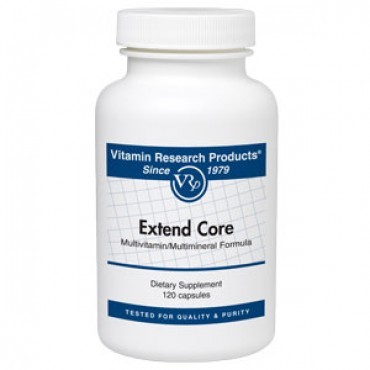 Vitamin Research Products®
Since VRP 1979
Extend Core
Multivitamin/Multimineral Formula
Dietary Supplement
120 capsules
TESTED FOR QUALITY & PURITY